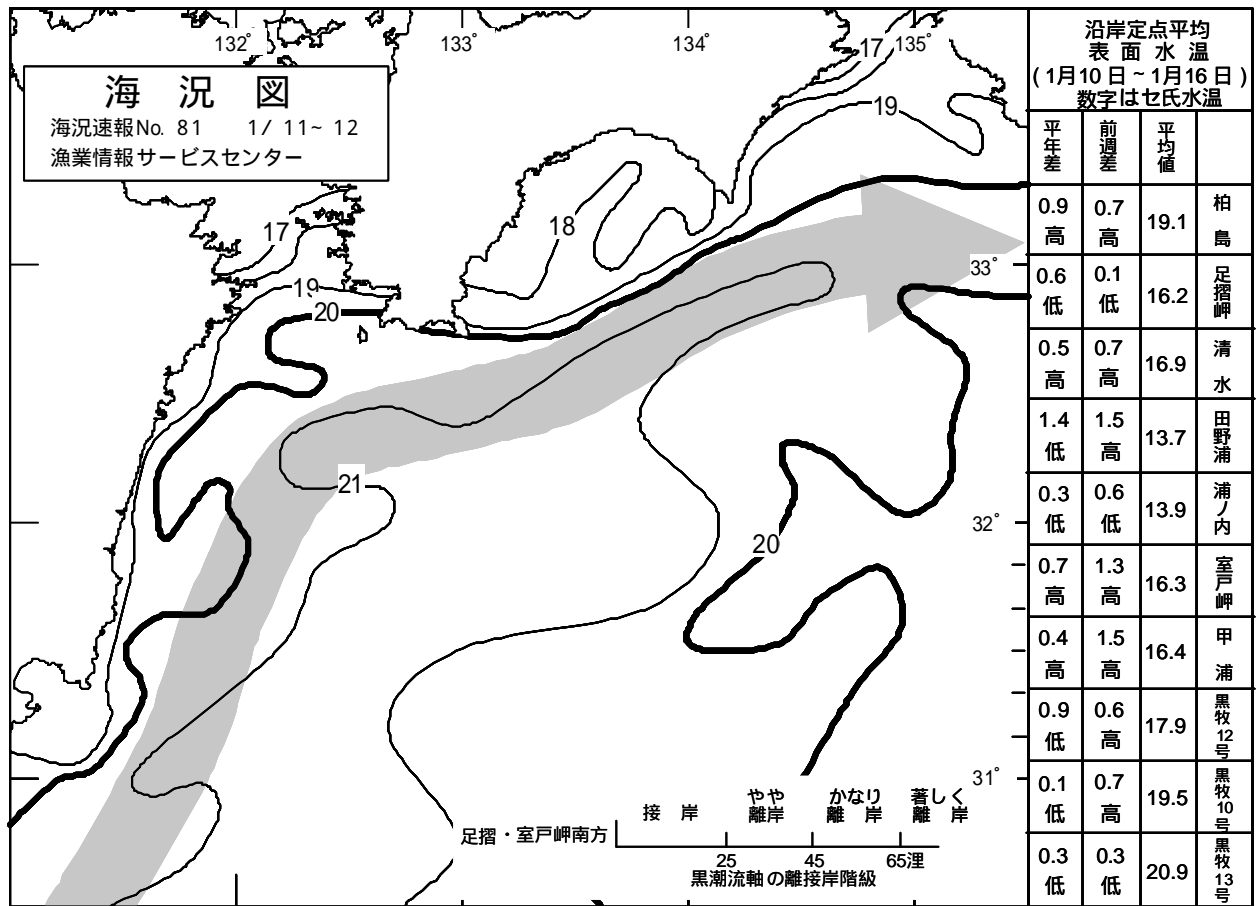 132°
133°
134°
135°
海況図
海況速報No. 81 1/ 11~ 12
漁業情報サービスセンター
17
19
18
17
19
20
33°
21
32°
20
31°
足摺・室戸岬南方
接岸
やや離岸
かなり離岸
著しく離岸
25 45 65浬
黒潮流軸の離接岸階級
沿岸定点平均
表面水温
(1月10日~1月16日)
数字はセ氏水温
平年差 前週差 平均値
0.9高 0.7高 19.1 柏島
0.6低 0.1低 16.2 足摺岬
0.5高 0.7高 16.9 清水
1.4低 1.5高 13.7 田野浦
0.3低 0.6低 13.9 浦ノ内
0.7高 1.3高 16.3 室戸岬
0.4高 1.5高 16.4 甲浦
0.9低 0.6高 17.9 黒牧12号
0.1低 0.7高 19.5 黒牧10号
0.3低 0.3低 20.9 黒牧13号